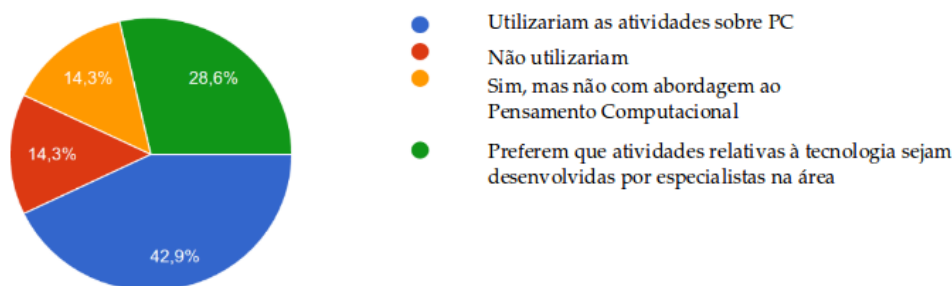 14,3%
28,6%
14,3%
42,9%
Utilizariam as atividades sobre PC
Não utilizariam
Sim, mas não com abordagem ao
Pensamento Computacional
Preferem que atividades relativas à tecnologia sejam
desenvolvidas por especialistas na área